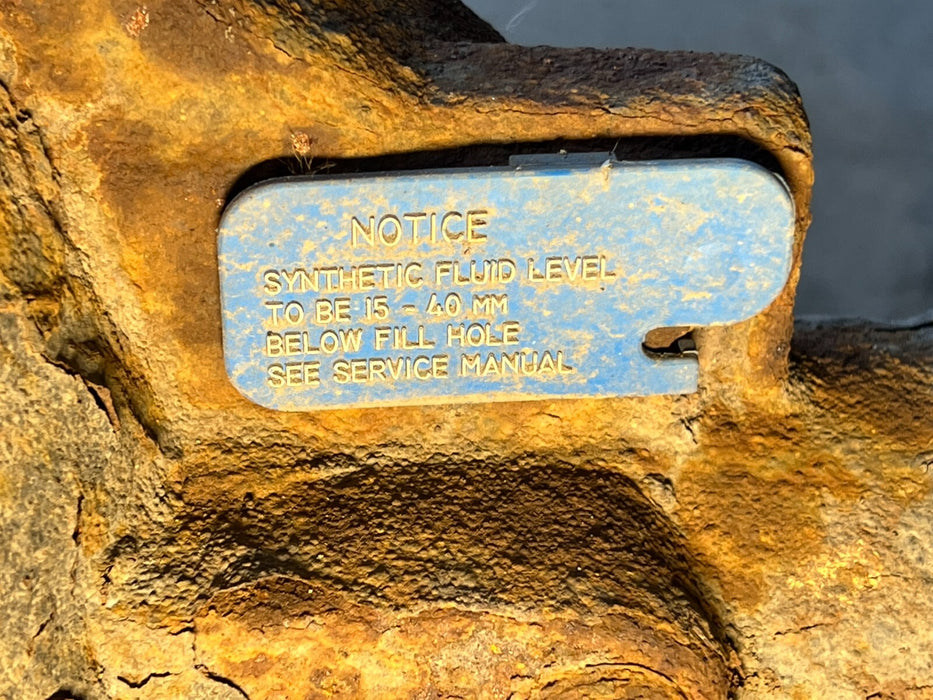 NOTICE
SYNTHETIC FLUID LEVEL
TO BE 15 - 40 MM
BELOW FILL HOLE
SEE SERVICE MANUAL